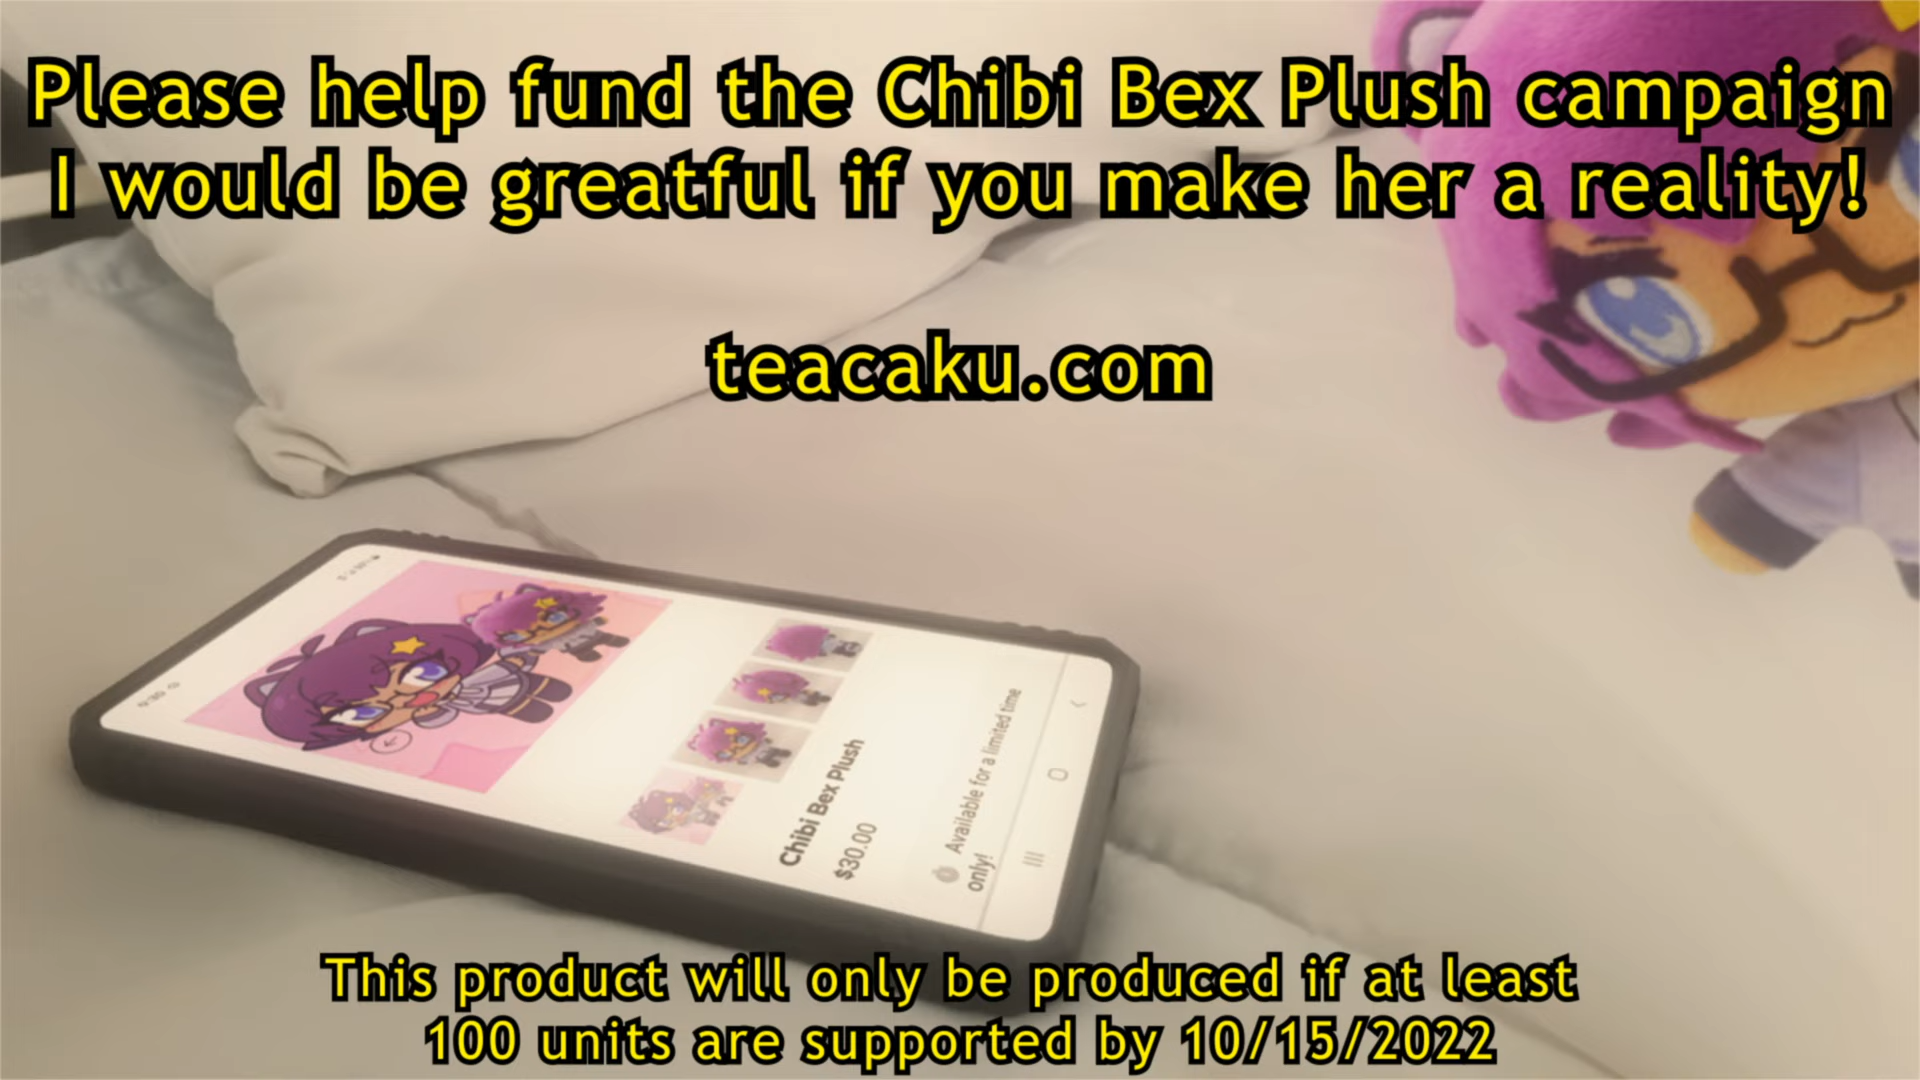 Please help fund the Chibi Bex Plush campaign
I would be greatful if you make her a reality!
teacaku.com
Chibi Bex Plush
$30.00
Available for a limited time
only!
This product will only be produced if at least
100 units are supported by 10/15/2022